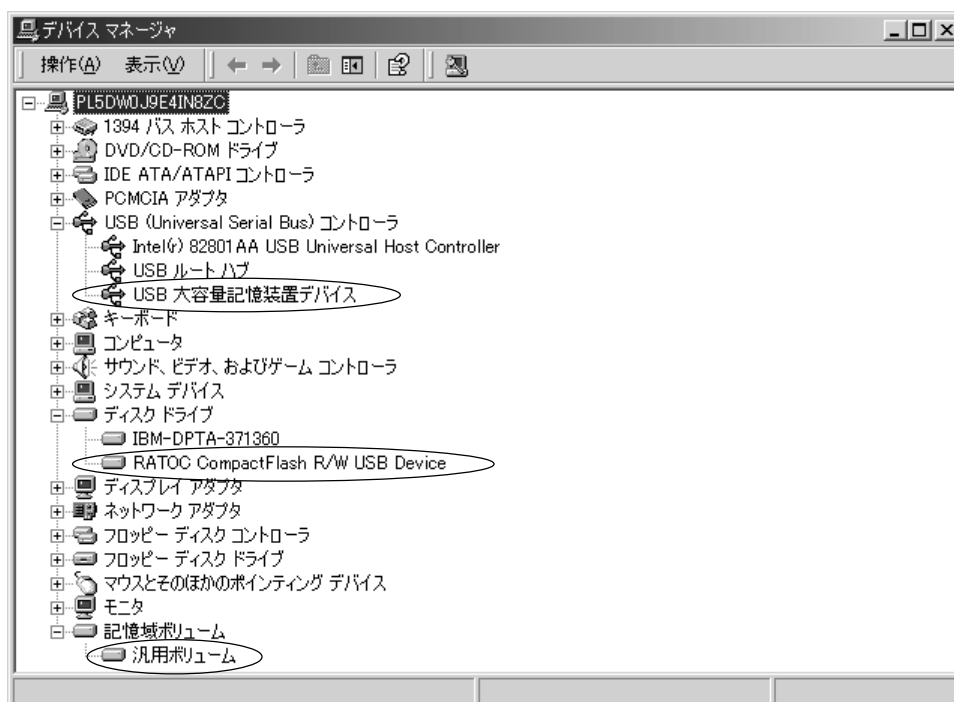 デバイス マネージャ
操作(A) 表示(V)
PL5DW0J9E4IN8ZC
1394 バス ホスト コントローラ
DVD/CD-ROM ドライブ
IDE ATA/ATAPI コントローラ
PCMCIA アダプタ
USB (Universal Serial Bus) コントローラ
Intel(r) 82801AA USB Universal Host Controller
USB ルート ハブ
USB 大容量記憶装置デバイス
キーボード
コンピュータ
サウンド、ビデオ、およびゲーム コントローラ
システム デバイス
ディスク ドライブ
IBM-DPTA-371360
RATOC CompactFlash R/W USB Device
ディスプレイ アダプタ
ネットワーク アダプタ
フロッピー ディスク コントローラ
フロッピー ディスク ドライブ
マウスとそのほかのポインティング デバイス
モニタ
記憶域ボリューム
汎用ボリューム